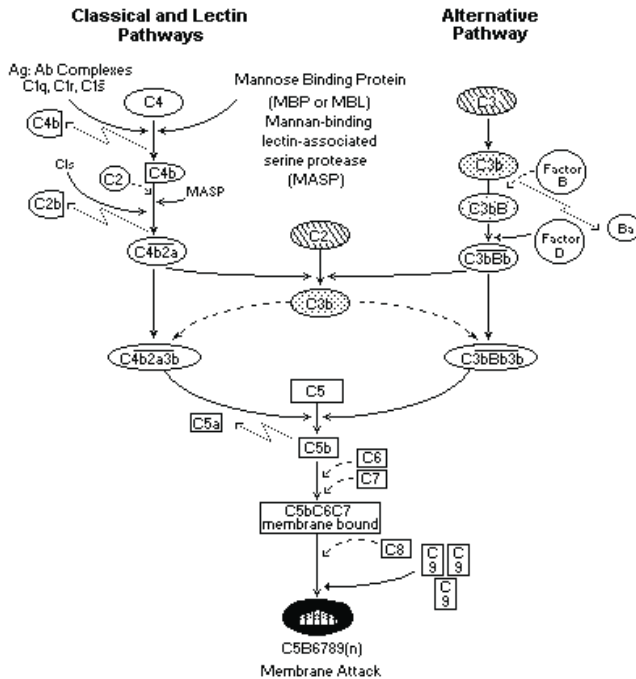 Classical and Lectin
Pathways
Alternative
Pathway
Ag: Ab Complexes
C1q, C1r, C1s̅
C4
Mannose Binding Protein
(MBP or MBL)
Mannan-binding
lectin-associated
serine protease
(MASP)
C3
C4b
C4b
C3b
Factor
B
CIs
C2
MASP
C2b
C3bB
Ba
C2
Factor
D
C4b2a
C3bBb
C3b
C4b2a3b
C3bBb3b
C5
C5a
C5b
C6
C7
C5bC6C7
membrane bound
C8
C
9
C
9
C
9
C5B6789(n)
Membrane Attack